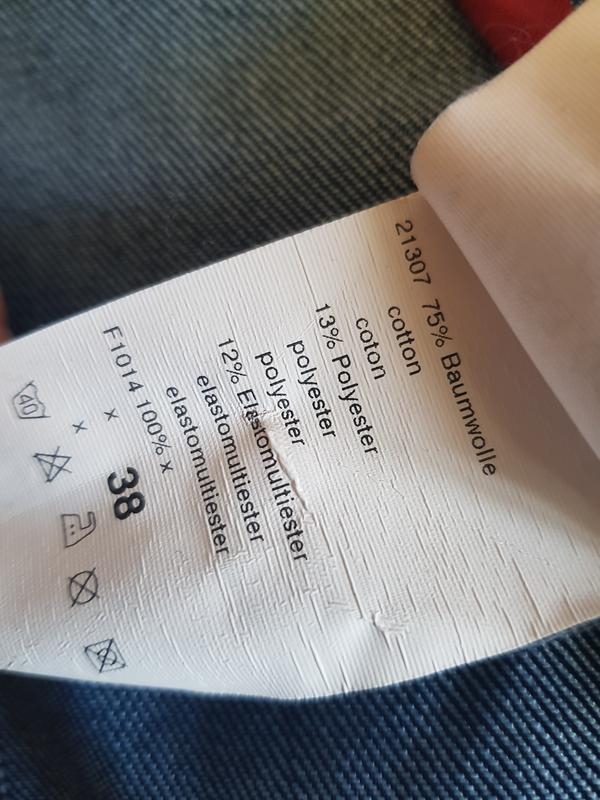 21307 75% Baumwolle
cotton
coton
13% Polyester
polyester
polyester
12% Elastomultiester
elastomultiester
elastomultiester
F1014 100% x
x
x
38
40